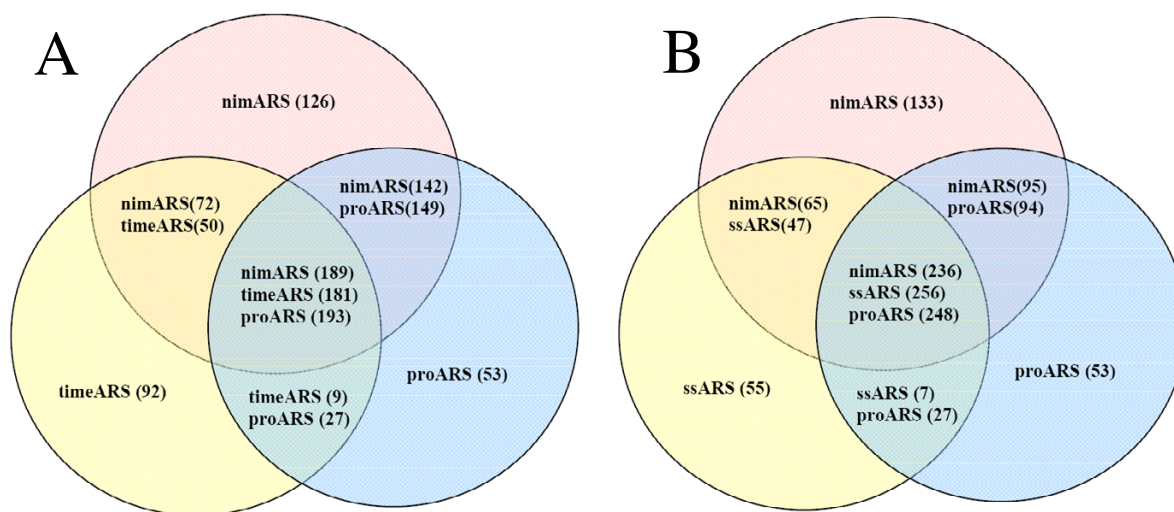 A
nimARS (126)
nimARS(72)
timeARS(50)
nimARS(142)
proARS(149)
nimARS (189)
timeARS (181)
proARS (193)
timeARS (92)
timeARS (9)
proARS (27)
proARS (53)
B
nimARS (133)
nimARS(65)
ssARS(47)
nimARS(95)
proARS(94)
nimARS (236)
ssARS (256)
proARS (248)
ssARS (55)
ssARS (7)
proARS (27)
proARS (53)